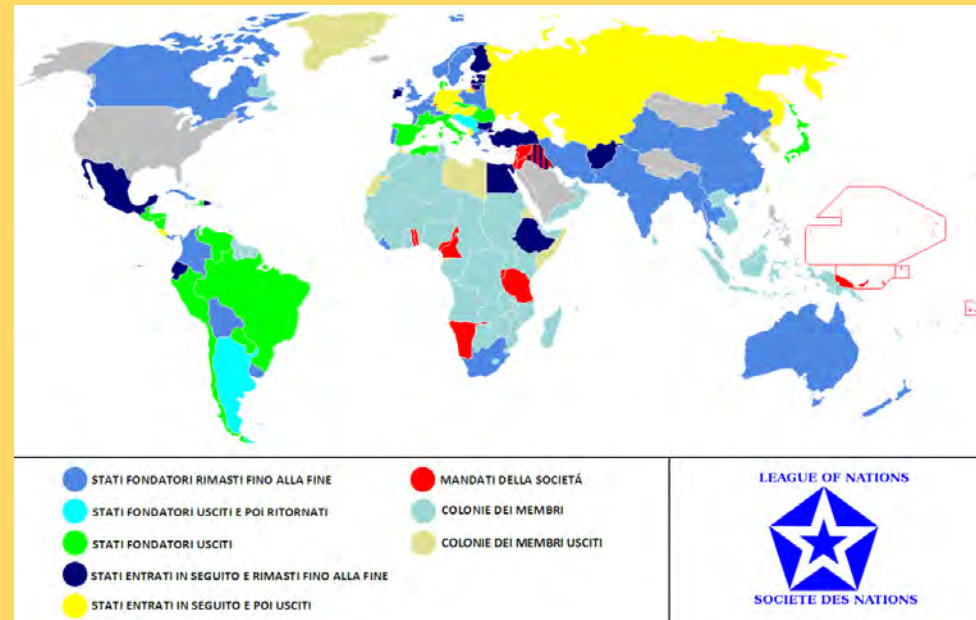 STATI FONDATORI RIMASTI FINO ALLA FINE
STATI FONDATORI USCITI E POI RITORNATI
STATI FONDATORI USCITI
STATI ENTRATI IN SEGUITO E RIMASTI FINO ALLA FINE
STATI ENTRATI IN SEGUITO E POI USCITI
MANDATI DELLA SOCIETÁ
COLONIE DEI MEMBRI
COLONIE DEI MEMBRI USCITI
LEAGUE OF NATIONS
SOCIETE DES NATIONS